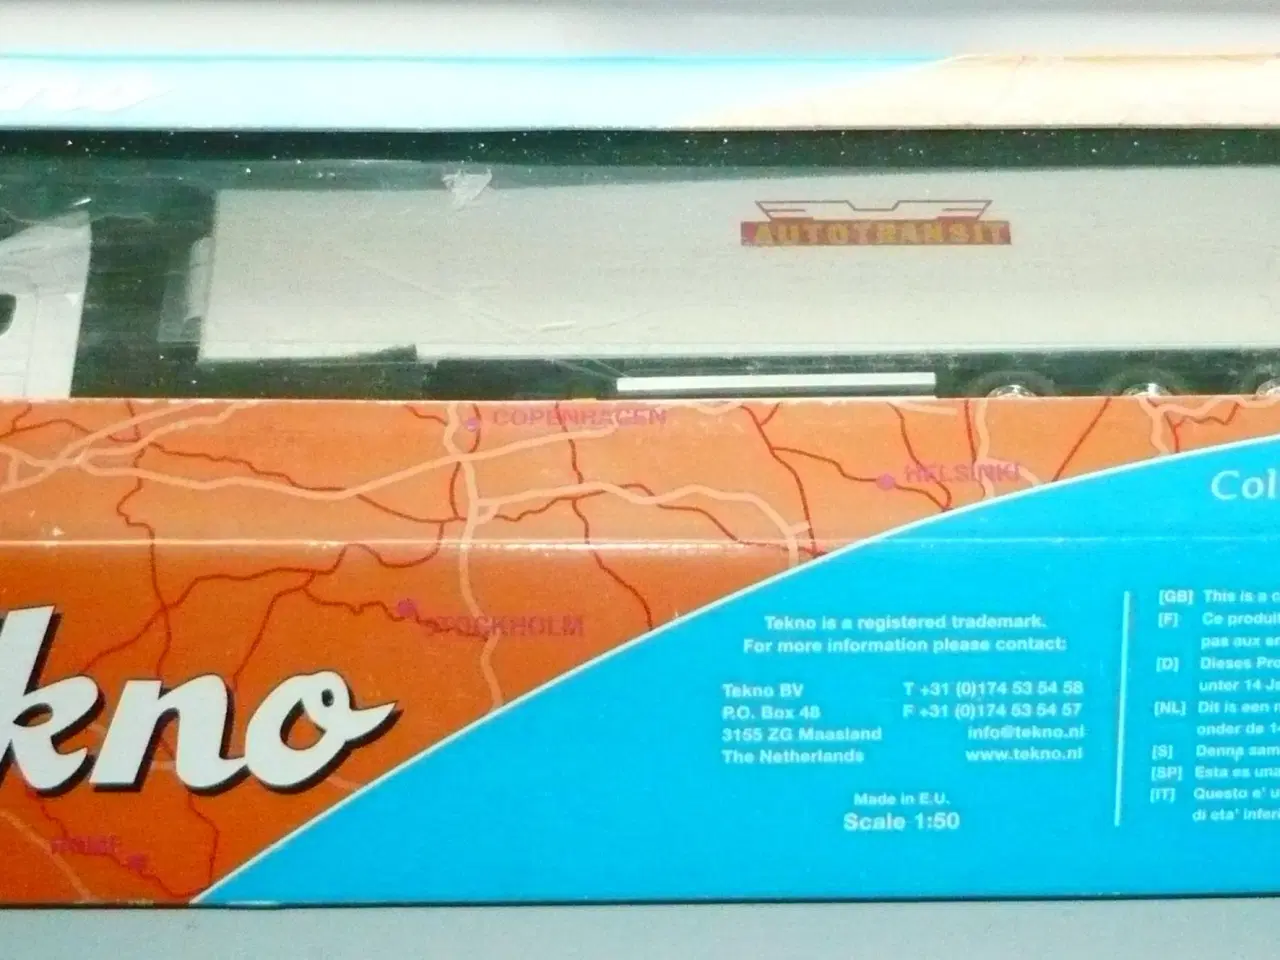 AUTOTRANSIT
COPENHAGEN
HELSINKI
STOCKHOLM
kno
ROME
Col
Tekno is a registered trademark.
For more information please contact:
Tekno BV
P.O. Box 48
3155 ZG Maasland
The Netherlands
T +31 (0)174 53 54 58
F +31 (0)174 53 54 57
info@tekno.nl
www.tekno.nl
Made in E.U.
Scale 1:50
[GB] This is a
[F] Ce produi
pas aux
[D] Dieses Pro
unter 14 Ja
[NL] Dit is een
onder de 14
[S] Denna sam
[SP] Esta es una
[IT] Questo e' u
di eta' infer